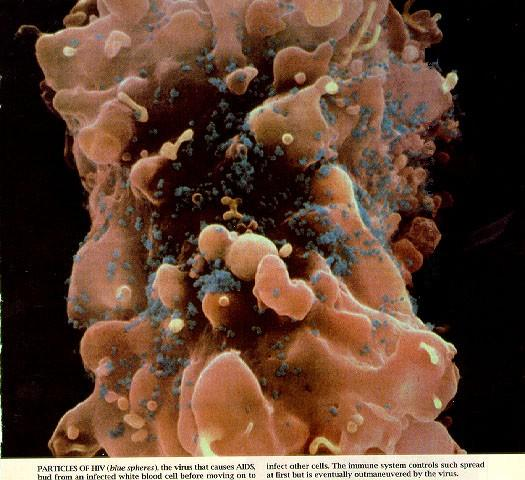 PARTICLES OF HIV (blue spheres), the virus that causes AIDS,
bud from an infected white blood cell before moving on to
infect other cells. The immune system controls such spread
at first but is eventually outmaneuvered by the virus.